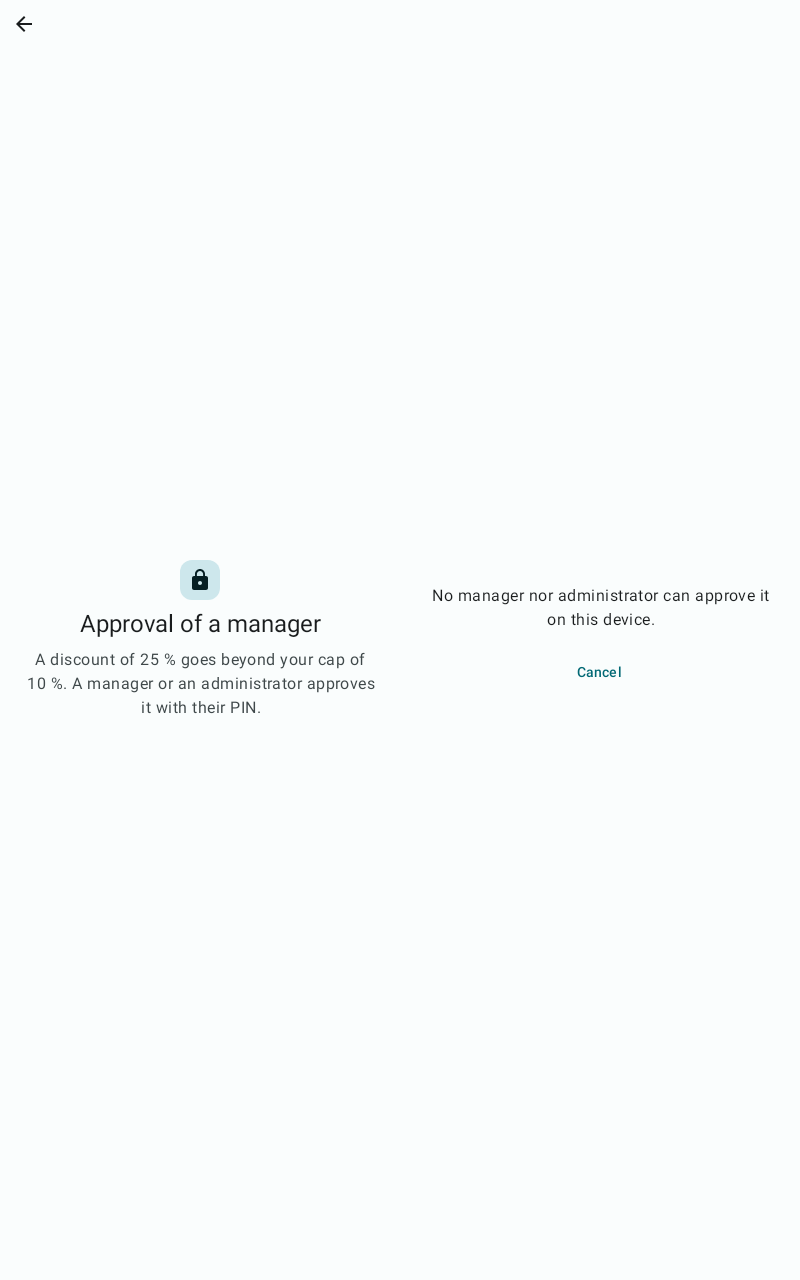 Approval of a manager
A discount of 25 % goes beyond your cap of
10 %. A manager or an administrator approves
it with their PIN.
No manager nor administrator can approve it
on this device.
Cancel